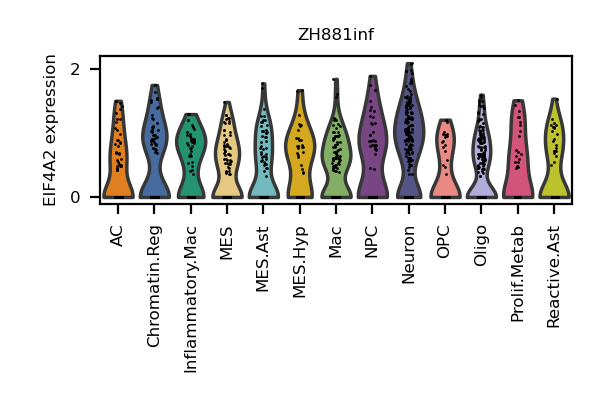 ZH881inf
EIF4A2 expression
2
0
AC
Chromatin.Reg
Inflammatory.Mac
MES
MES.Ast
MES.Hyp
Mac
NPC
Neuron
OPC
Oligo
Prolif.Metab
Reactive.Ast